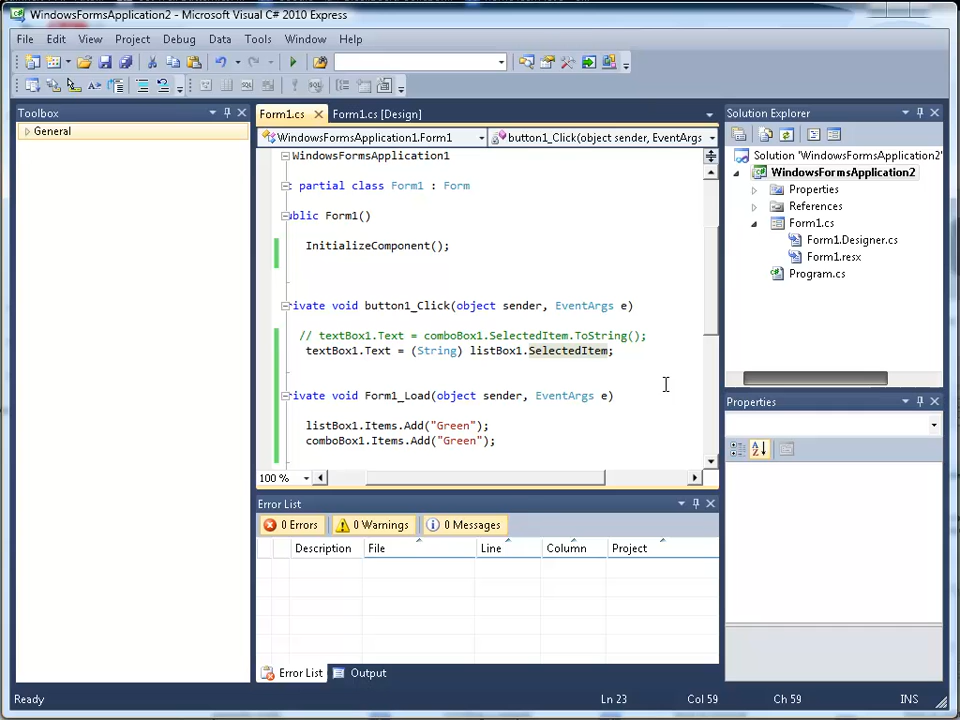 WindowsFormsApplication2 - Microsoft Visual C# 2010 Express
File Edit View Project Debug Data Tools Window Help
Toolbox
General
Form1.cs Form1.cs [Design]
WindowsFormsApplication1.Form1 button1_Click(object sender, EventArgs
WindowsFormsApplication1
: partial class Form1 : Form
ublic Form1()
InitializeComponent();
rivate void button1_Click(object sender, EventArgs e)
// textBox1.Text = comboBox1.SelectedItem.ToString();
textBox1.Text = (String) listBox1.SelectedItem;
rivate void Form1_Load(object sender, EventArgs e)
listBox1.Items.Add("Green");
comboBox1.Items.Add("Green");
100 %
Error List
0 Errors 0 Warnings 0 Messages
Description File Line Column Project
Error List Output
Solution Explorer
Solution 'WindowsFormsApplication2'
WindowsFormsApplication2
Properties
References
Form1.cs
Form1.Designer.cs
Form1.resx
Program.cs
Properties
Ready Ln 23 Col 59 Ch 59 INS